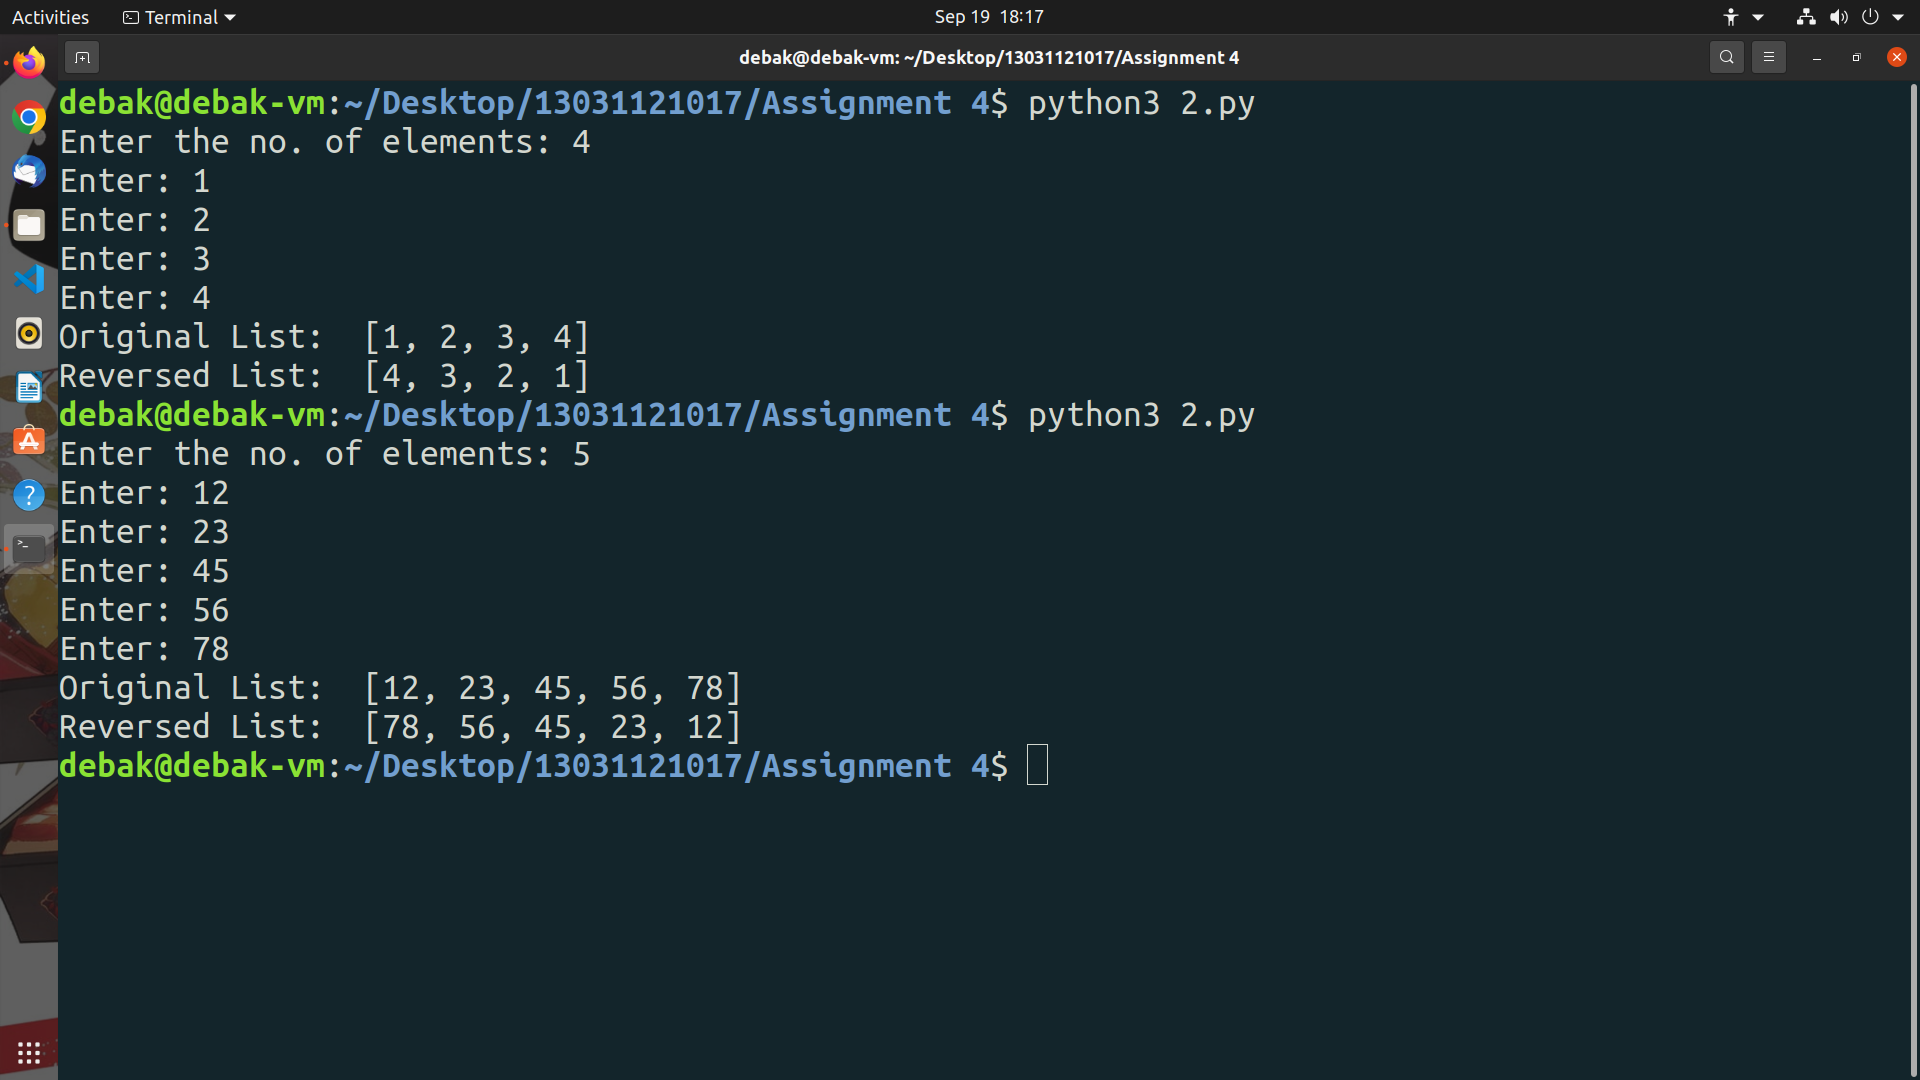 Activities Terminal Sep 19 18:17
debak@debak-vm: ~/Desktop/13031121017/Assignment 4
debak@debak-vm:~/Desktop/13031121017/Assignment 4$ python3 2.py
Enter the no. of elements: 4
Enter: 1
Enter: 2
Enter: 3
Enter: 4
Original List:  [1, 2, 3, 4]
Reversed List:  [4, 3, 2, 1]
debak@debak-vm:~/Desktop/13031121017/Assignment 4$ python3 2.py
Enter the no. of elements: 5
Enter: 12
Enter: 23
Enter: 45
Enter: 56
Enter: 78
Original List:  [12, 23, 45, 56, 78]
Reversed List:  [78, 56, 45, 23, 12]
debak@debak-vm:~/Desktop/13031121017/Assignment 4$